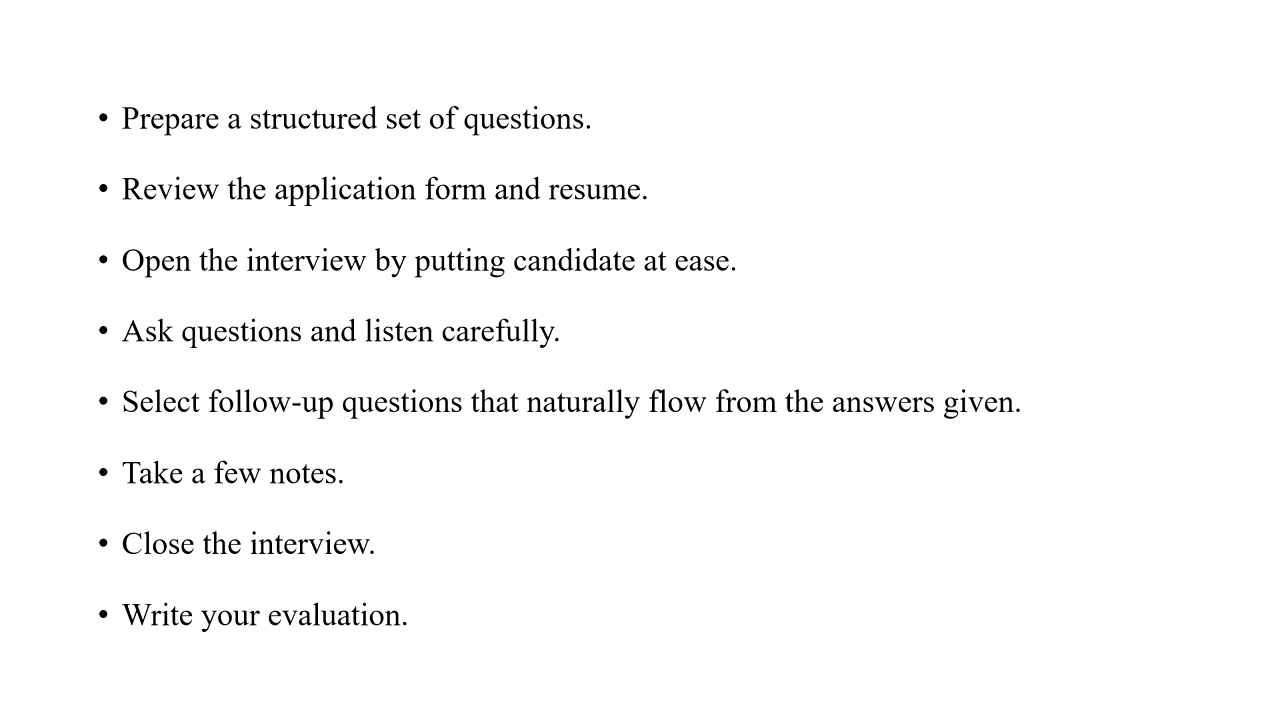 • Prepare a structured set of questions.
• Review the application form and resume.
• Open the interview by putting candidate at ease.
• Ask questions and listen carefully.
• Select follow-up questions that naturally flow from the answers given.
• Take a few notes.
• Close the interview.
• Write your evaluation.